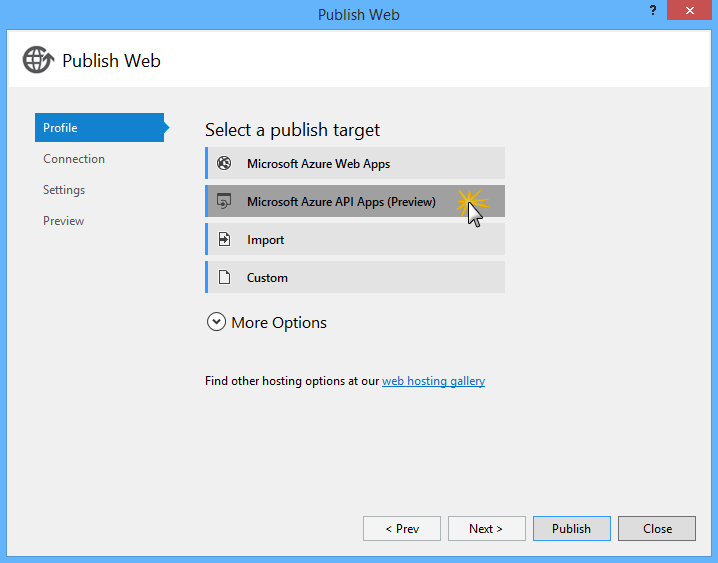 Publish Web
?
Publish Web
Profile
Connection
Settings
Preview
Select a publish target
Microsoft Azure Web Apps
Microsoft Azure API Apps (Preview)
Import
Custom
More Options
Find other hosting options at our web hosting gallery
< Prev
Next >
Publish
Close